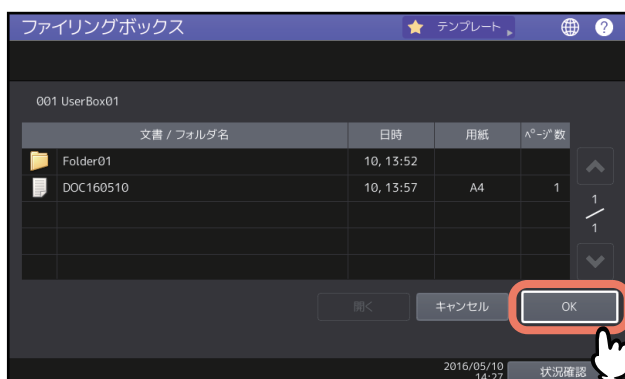 ファイリングボックス
テンプレート
?
001 UserBox01
文書 / フォルダ名 日時 用紙 ページ数
Folder01 10, 13:52
DOC160510 10, 13:57 A4 1
1
1
開く キャンセル OK
2016/05/10
14:27
状況確認